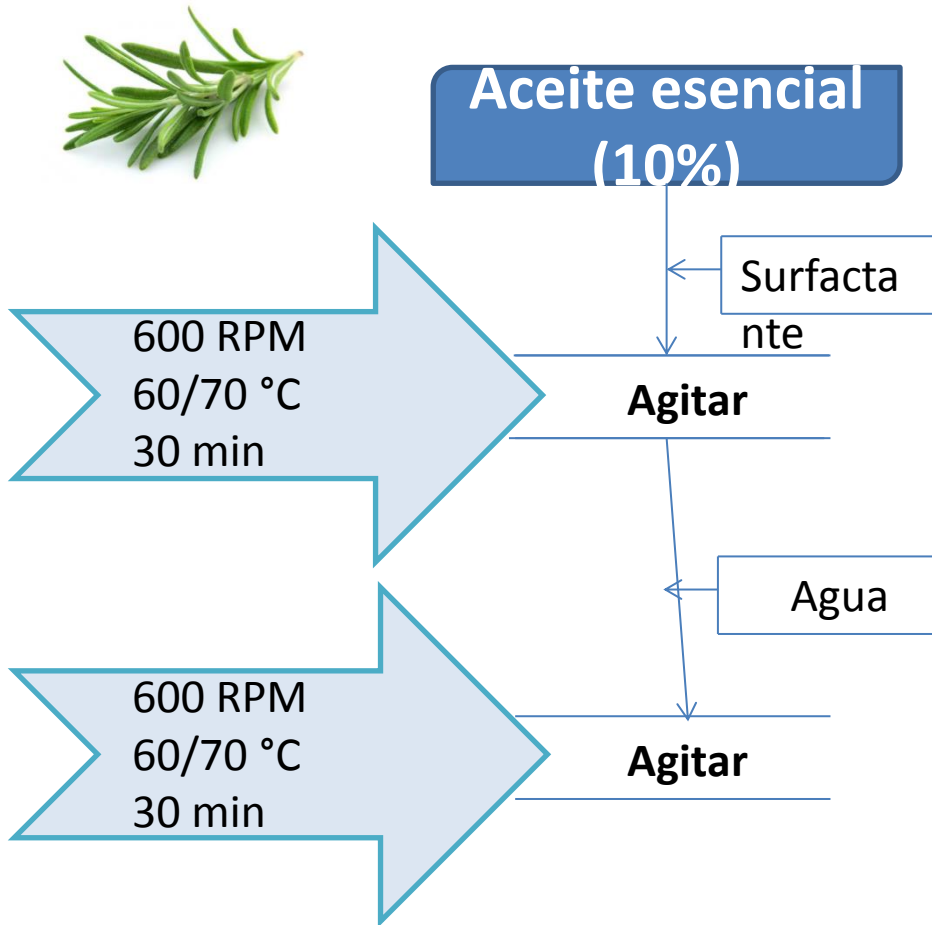 Aceite esencial
(10%)
Surfacta
nte
600 RPM
60/70 °C
30 min
Agitar
Agua
600 RPM
60/70 °C
30 min
Agitar